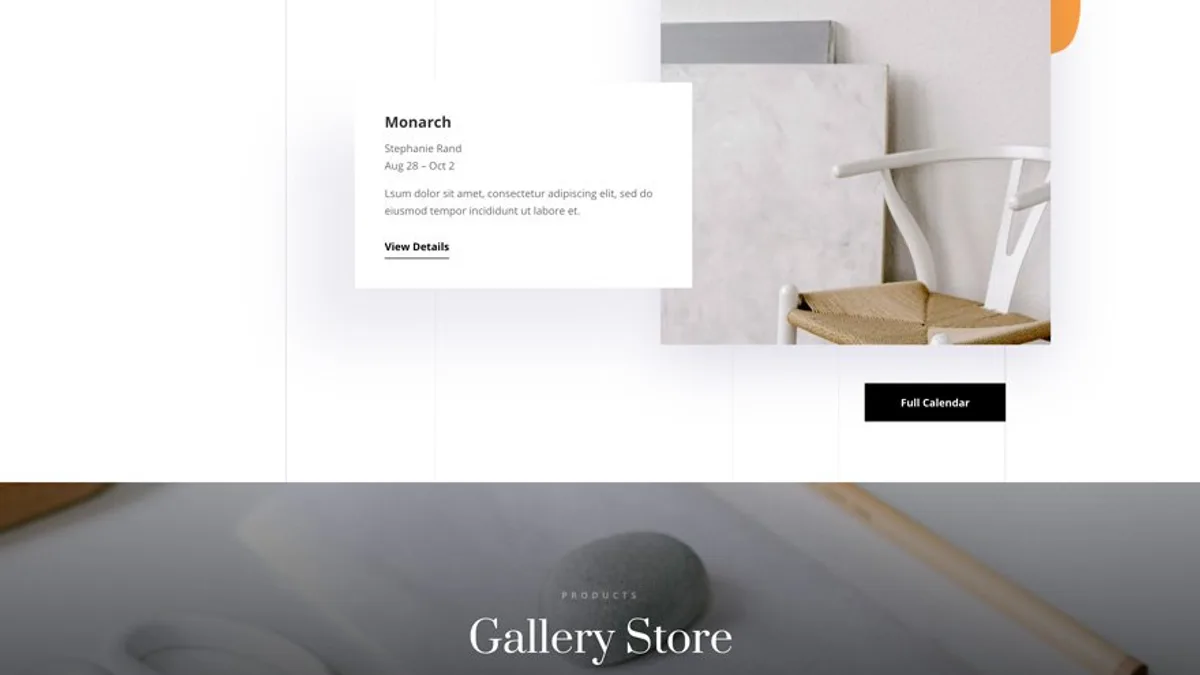 Monarch
Stephanie Rand
Aug 28 – Oct 2
Lsum dolor sit amet, consectetur adipiscing elit, sed do
eiusmod tempor incididunt ut labore et.
View Details
Full Calendar
PRODUCTS
Gallery Store